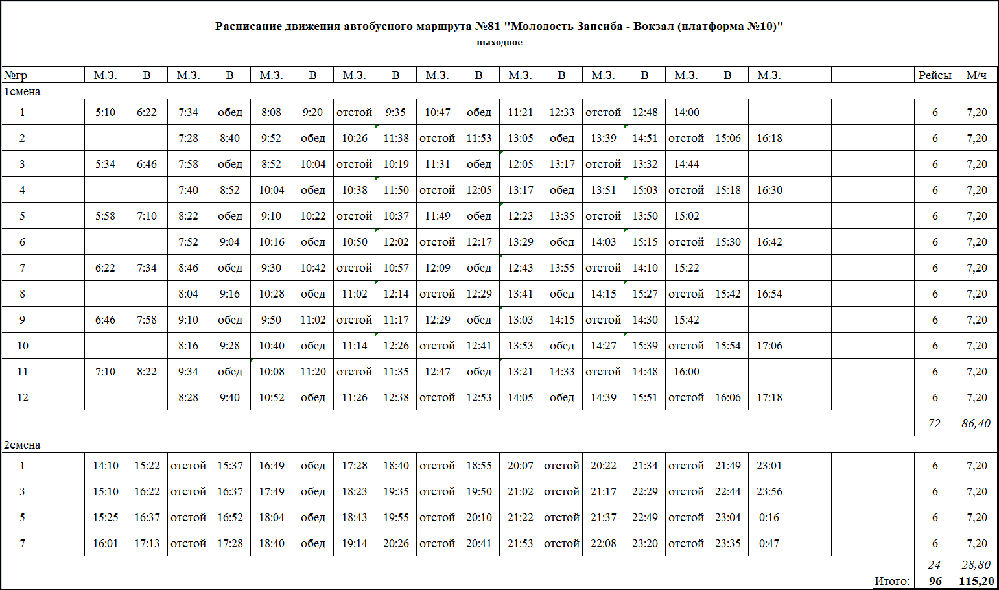 Расписание движения автобусного маршрута №81 "Молодость Запсиба - Вокзал (платформа №10)"
выходное
№гр М.З. В М.З. В М.З. В М.З. В М.З. В М.З. В М.З. В М.З. В М.З. Рейсы М/ч
1смена
1 5:10 6:22 7:34 обед 8:08 9:20 отстой 9:35 10:47 обед 11:21 12:33 отстой 12:48 14:00 6 7,20
2 7:28 8:40 9:52 обед 10:26 11:38 отстой 11:53 13:05 обед 13:39 14:51 отстой 15:06 16:18 6 7,20
3 5:34 6:46 7:58 обед 8:52 10:04 отстой 10:19 11:31 обед 12:05 13:17 отстой 13:32 14:44 6 7,20
4 7:40 8:52 10:04 обед 10:38 11:50 отстой 12:05 13:17 обед 13:51 15:03 отстой 15:18 16:30 6 7,20
5 5:58 7:10 8:22 обед 9:10 10:22 отстой 10:37 11:49 обед 12:23 13:35 отстой 13:50 15:02 6 7,20
6 7:52 9:04 10:16 обед 10:50 12:02 отстой 12:17 13:29 обед 14:03 15:15 отстой 15:30 16:42 6 7,20
7 6:22 7:34 8:46 обед 9:30 10:42 отстой 10:57 12:09 обед 12:43 13:55 отстой 14:10 15:22 6 7,20
8 8:04 9:16 10:28 обед 11:02 12:14 отстой 12:29 13:41 обед 14:15 15:27 отстой 15:42 16:54 6 7,20
9 6:46 7:58 9:10 обед 9:50 11:02 отстой 11:17 12:29 обед 13:03 14:15 отстой 14:30 15:42 6 7,20
10 8:16 9:28 10:40 обед 11:14 12:26 отстой 12:41 13:53 обед 14:27 15:39 отстой 15:54 17:06 6 7,20
11 7:10 8:22 9:34 обед 10:08 11:20 отстой 11:35 12:47 обед 13:21 14:33 отстой 14:48 16:00 6 7,20
12 8:28 9:40 10:52 обед 11:26 12:38 отстой 12:53 14:05 обед 14:39 15:51 отстой 16:06 17:18 6 7,20
72 86,40
2смена
1 14:10 15:22 отстой 15:37 16:49 обед 17:28 18:40 отстой 18:55 20:07 отстой 20:22 21:34 отстой 21:49 23:01 6 7,20
3 15:10 16:22 отстой 16:37 17:49 обед 18:23 19:35 отстой 19:50 21:02 отстой 21:17 22:29 отстой 22:44 23:56 6 7,20
5 15:25 16:37 отстой 16:52 18:04 обед 18:43 19:55 отстой 20:10 21:22 отстой 21:37 22:49 отстой 23:04 0:16 6 7,20
7 16:01 17:13 отстой 17:28 18:40 обед 19:14 20:26 отстой 20:41 21:53 отстой 22:08 23:20 отстой 23:35 0:47 6 7,20
24 28,80
Итого: 96 115,20